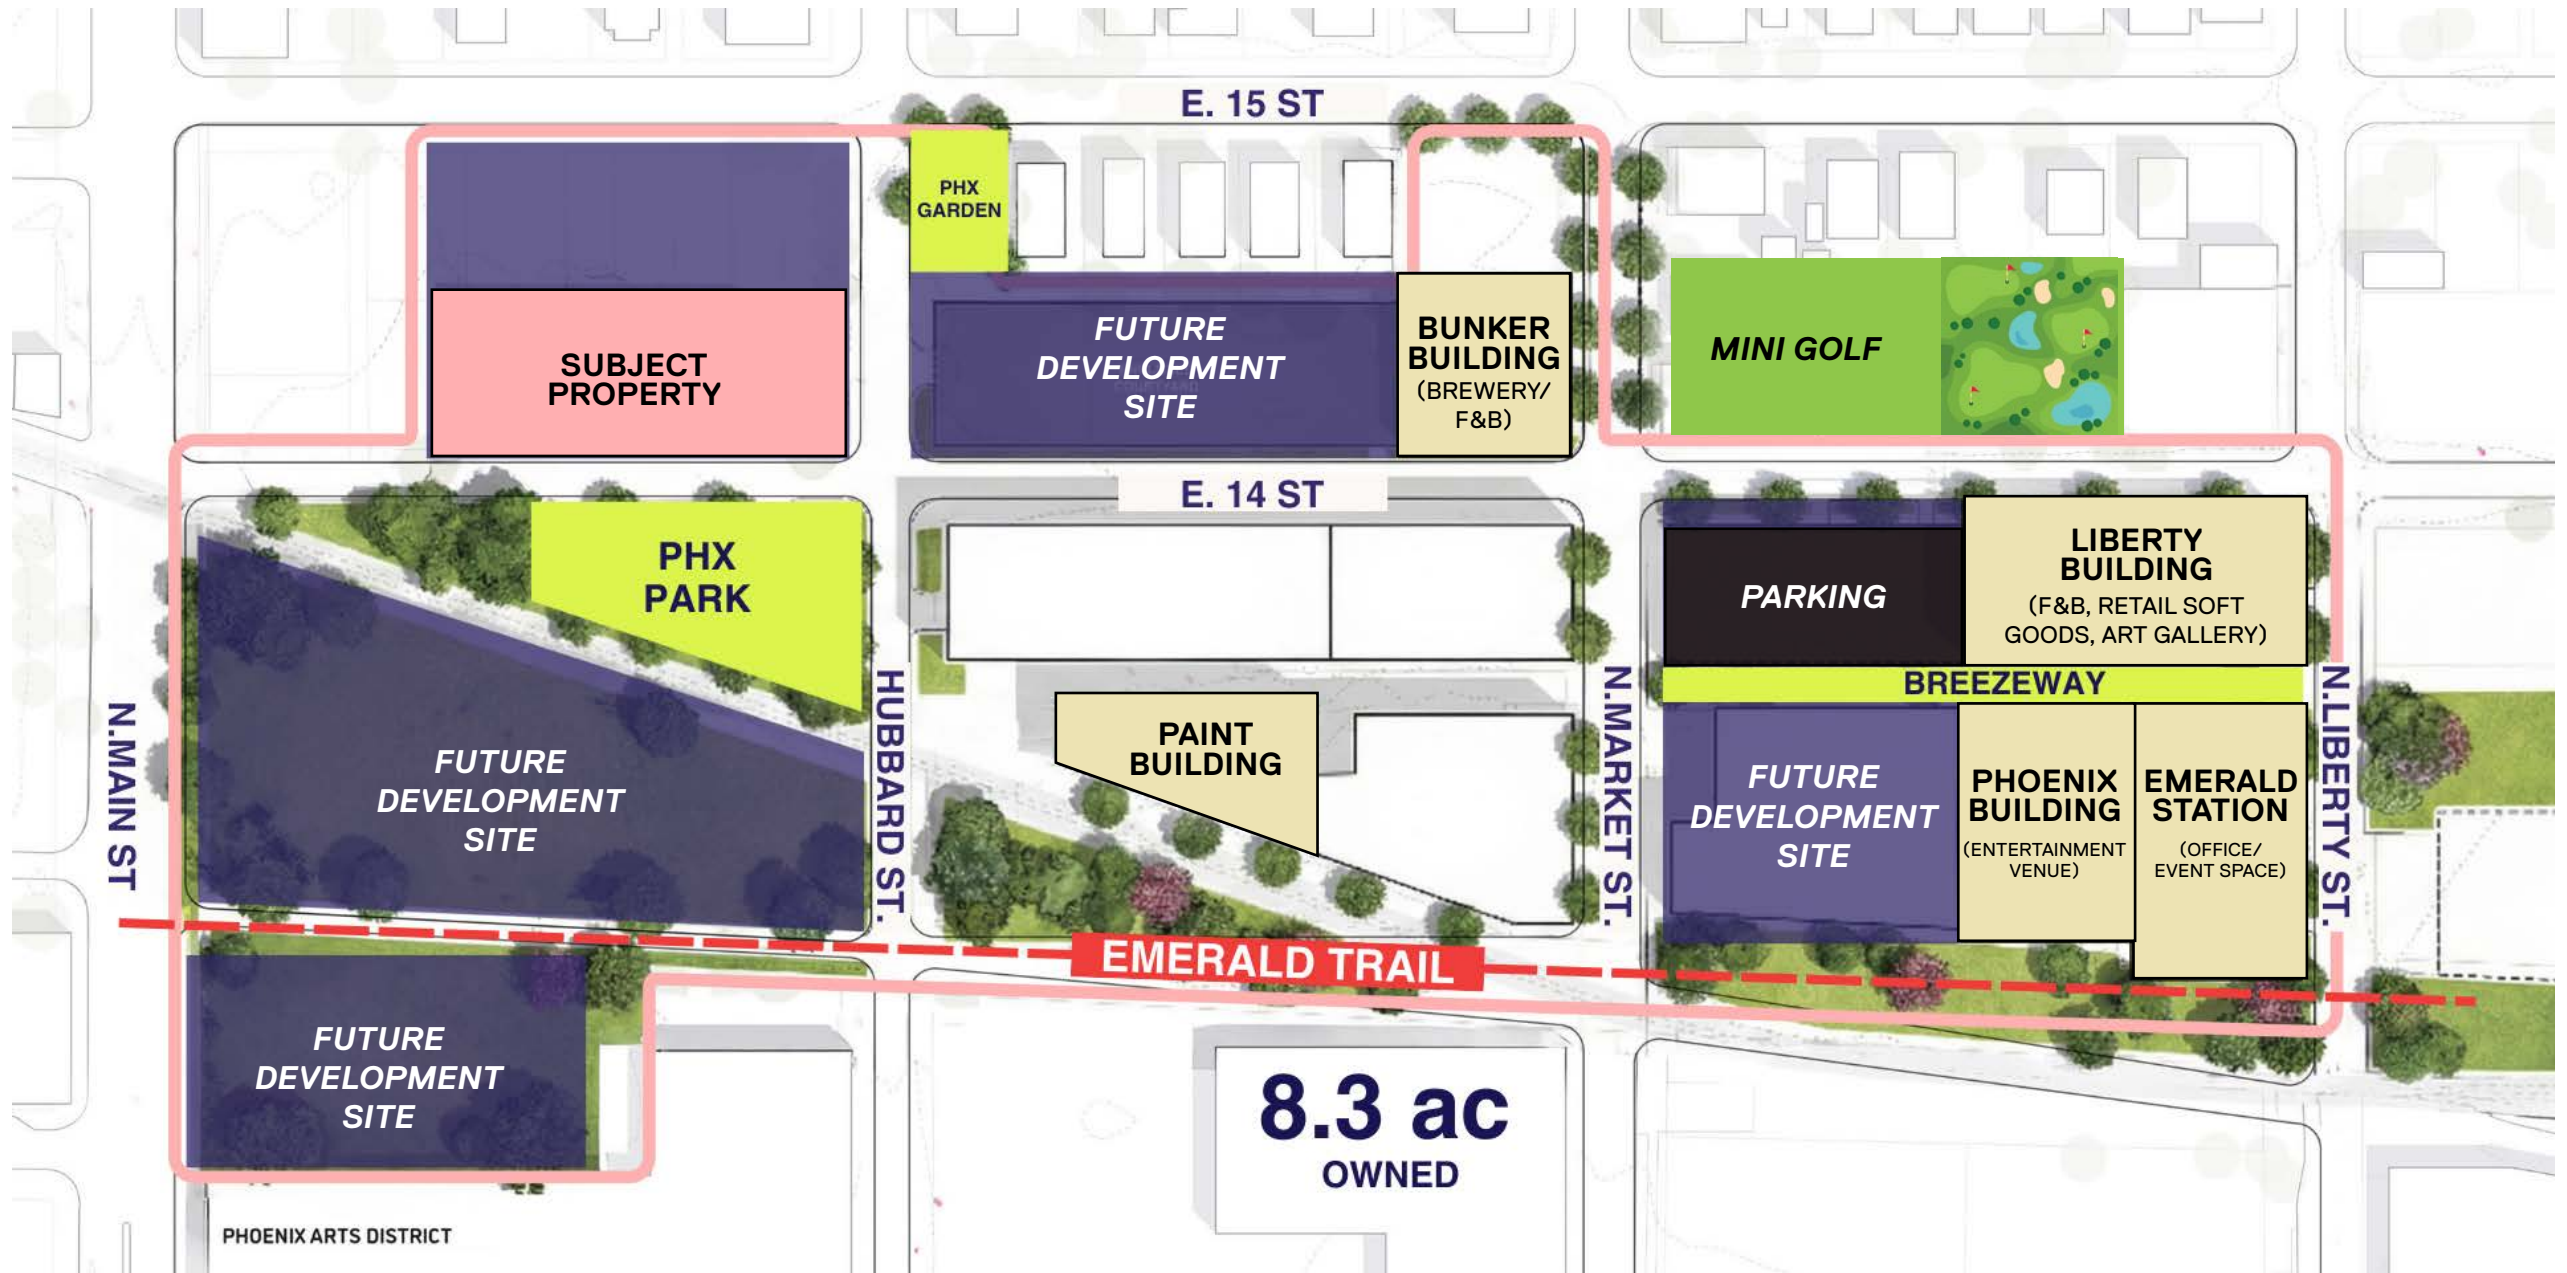 E. 15 ST
PHX
GARDEN
SUBJECT
PROPERTY
FUTURE
DEVELOPMENT
SITE
BUNKER
BUILDING
(BREWERY/
F&B)
MINI GOLF
E. 14 ST
PHX
PARK
PARKING
LIBERTY
BUILDING
(F&B, RETAIL SOFT
GOODS, ART GALLERY)
BREEZEWAY
N.MAIN ST
FUTURE
DEVELOPMENT
SITE
HUBBARD ST.
PAINT
BUILDING
N.MARKET ST.
FUTURE
DEVELOPMENT
SITE
PHOENIX
BUILDING
(ENTERTAINMENT
VENUE)
EMERALD
STATION
(OFFICE/
EVENT SPACE)
N.LIBERTY ST.
EMERALD TRAIL
FUTURE
DEVELOPMENT
SITE
8.3 ac
OWNED
PHOENIX ARTS DISTRICT